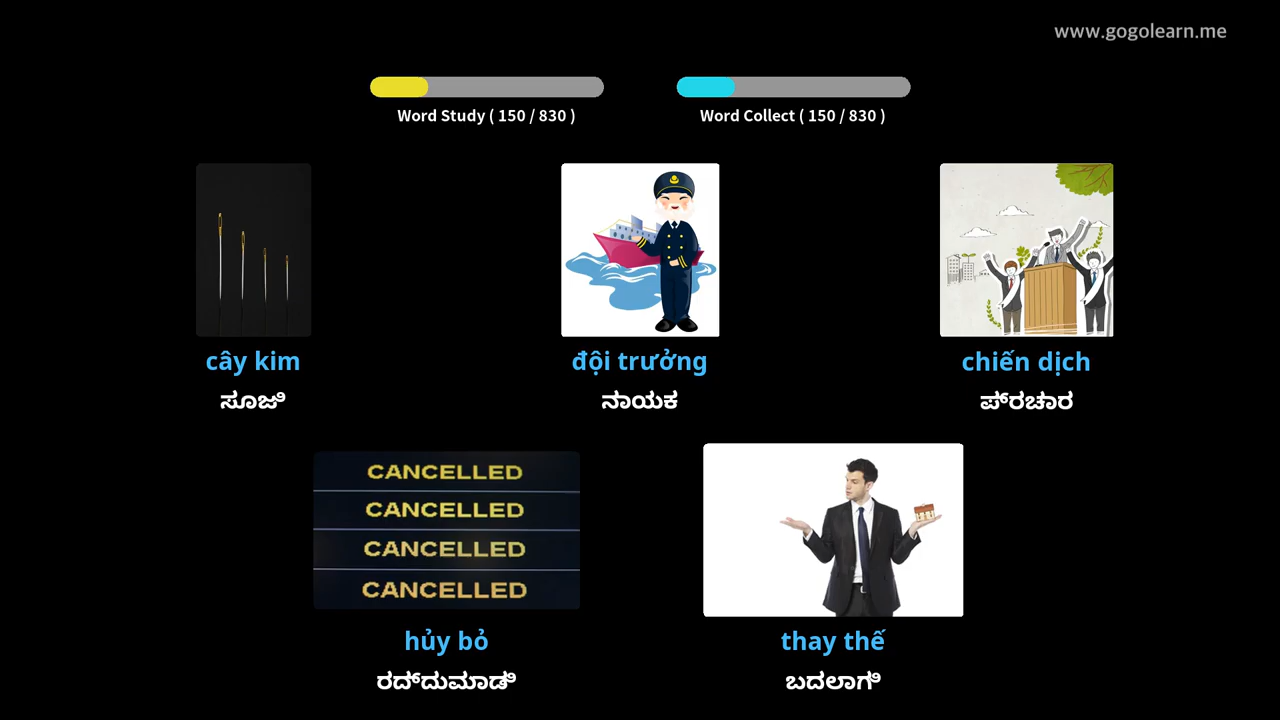 www.gogolearn.me
Word Study ( 150 / 830 )
Word Collect ( 150 / 830 )
cây kim
ಸೂಜಿ
đội trưởng
ನಾಯಕ
chiến dịch
ಪ್ರಚಾರ
CANCELLED
CANCELLED
CANCELLED
CANCELLED
hủy bỏ
ರದ್ದುಮಾಡಿ
thay thế
ಬದಲಾಗಿ